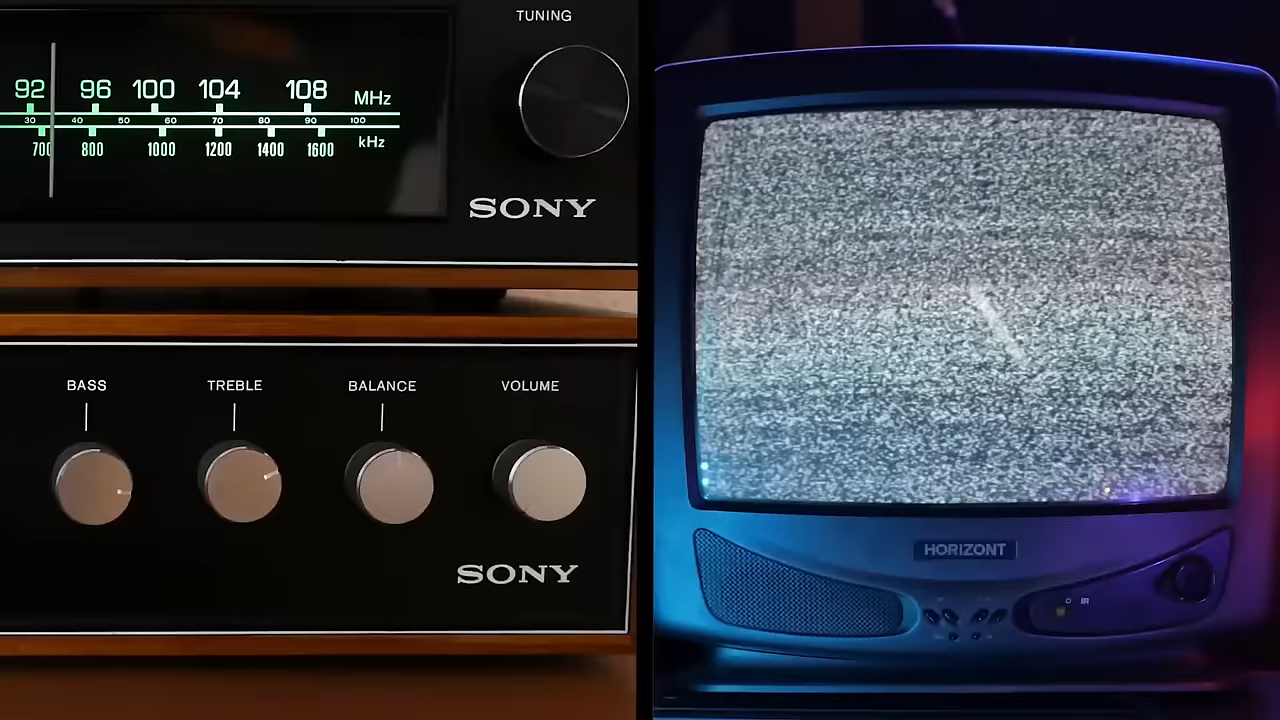 TUNING
92 96 100 104 108 MHz
30 40 50 60 70 80 90 100
700 800 1000 1200 1400 1600 kHz
SONY
BASS TREBLE BALANCE VOLUME
SONY
HORIZONT